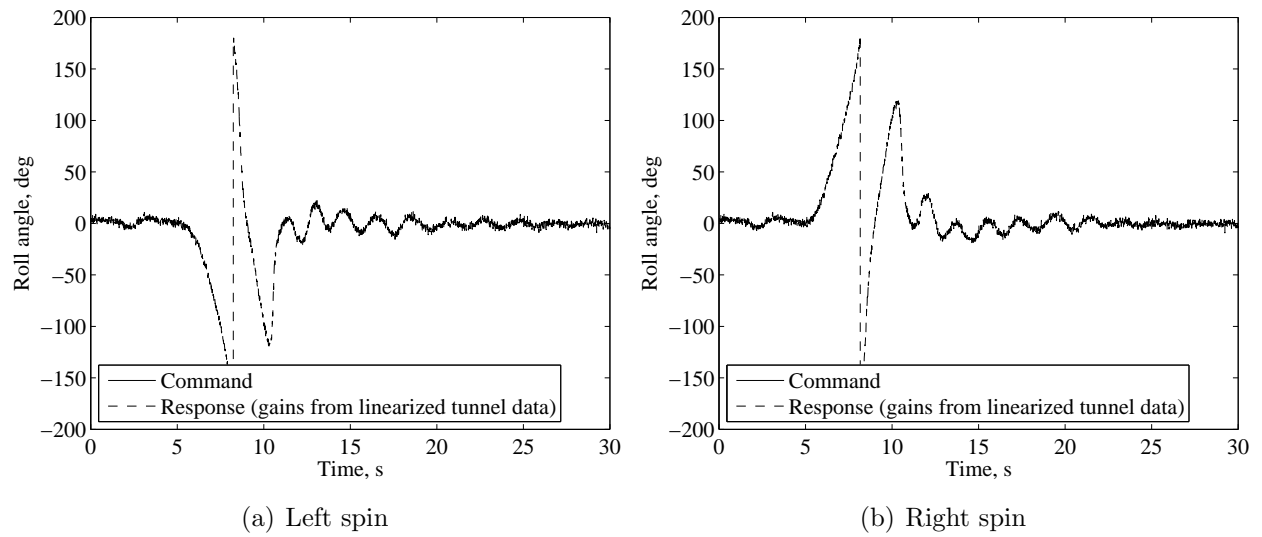 200
150
100
50
0
−50
−100
−150
−200
Roll angle, deg
Command
Response (gains from linearized tunnel data)
0 5 10 15 20 25 30
Time, s
(a) Left spin
200
150
100
50
0
−50
−100
−150
−200
Roll angle, deg
Command
Response (gains from linearized tunnel data)
0 5 10 15 20 25 30
Time, s
(b) Right spin